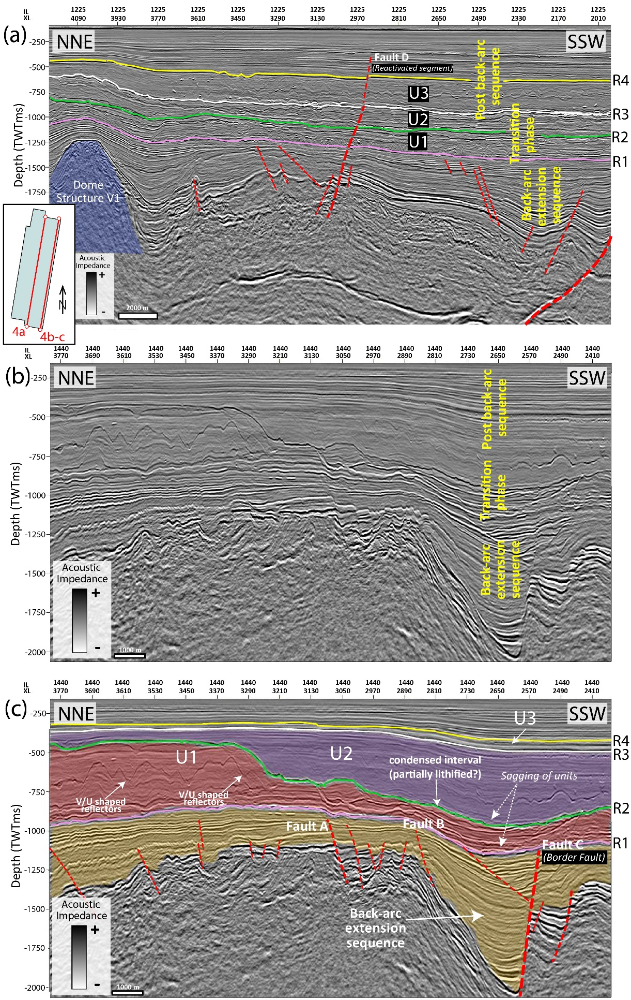 IL 1225 1225 1225 1225 1225 1225 1225 1225 1225 1225 1225 1225 1225 1225
XL 4090 3930 3770 3610 3450 3290 3130 2970 2810 2650 2490 2330 2170 2010
(a)
NNE
SSW
Depth (TWTms)
-250
-500
-750
-1000
-1250
-1500
-1750
Fault D
(Reactivated segment)
U3
U2
U1
Post back-arc
sequence
Transition
phase
Back-arc
extension
sequence
R4
R3
R2
R1
Dome
Structure V1
Acoustic
Impedance
+
-
2000 m
N
4a
4b-c
IL 1440 1440 1440 1440 1440 1440 1440 1440 1440 1440 1440 1440 1440 1440 1440 1440 1440 1440
XL 3770 3690 3610 3530 3450 3370 3290 3210 3130 3050 2970 2890 2810 2730 2650 2570 2490 2410
(b)
NNE
SSW
Depth (TWTms)
-250
-500
-750
-1000
-1250
-1500
-1750
-2000
Post back-arc
sequence
Transition
phase
Back-arc
extension
sequence
Acoustic
Impedance
+
-
1000 m
IL 1440 1440 1440 1440 1440 1440 1440 1440 1440 1440 1440 1440 1440 1440 1440 1440 1440 1440
XL 3770 3690 3610 3530 3450 3370 3290 3210 3130 3050 2970 2890 2810 2730 2650 2570 2490 2410
(c)
NNE
SSW
Depth (TWTms)
-250
-500
-750
-1000
-1250
-1500
-1750
-2000
U3
R4
R3
U1
U2
condensed interval
(partially lithified?)
Sagging of units
V/U shaped
reflectors
V/U shaped
reflectors
R2
Fault A
Fault B
R1
Fault C
(Border Fault)
Back-arc
extension
sequence
Acoustic
Impedance
+
-
1000 m